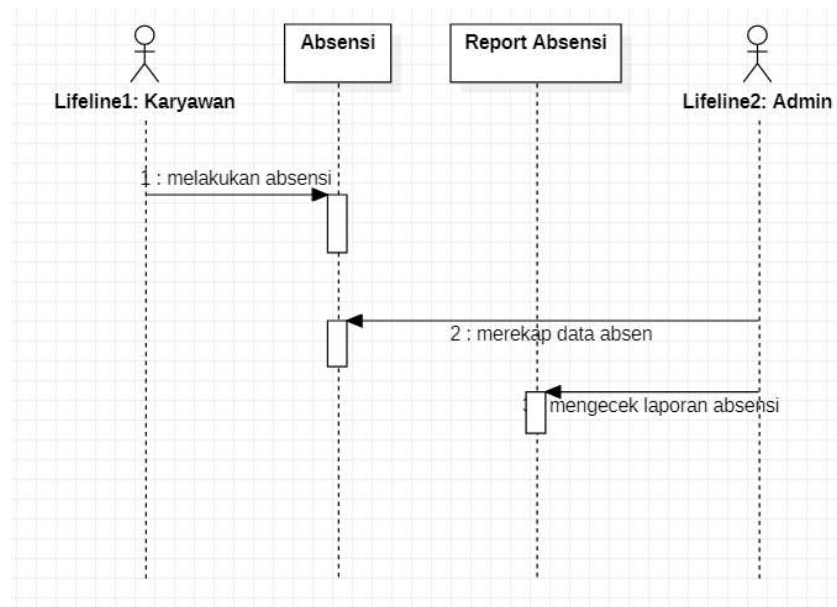 Absensi
Report Absensi
Lifeline1: Karyawan
Lifeline2: Admin
1 : melakukan absensi
2 : merekap data absen
mengecek laporan absensi